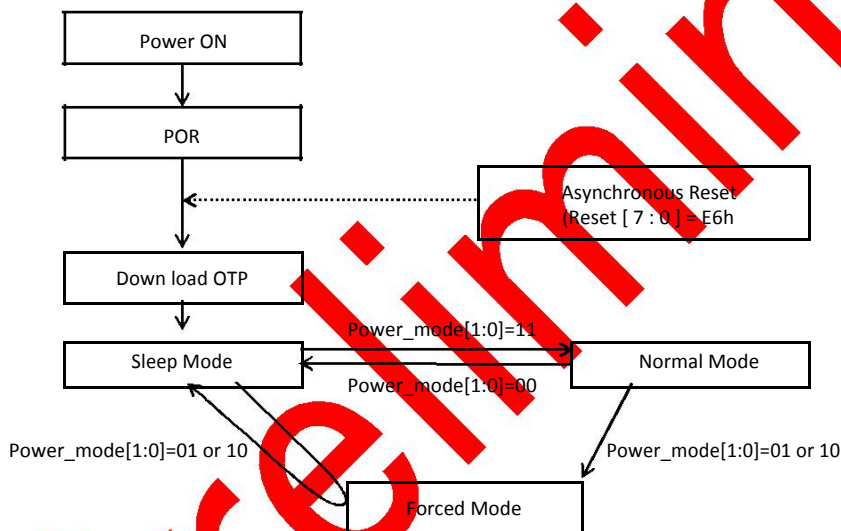 Power ON
POR
Asynchronous Reset
(Reset [ 7 : 0 ] = E6h
Down load OTP
Power_mode[1:0]=11
Sleep Mode
Normal Mode
Power_mode[1:0]=00
Power_mode[1:0]=01 or 10
Power_mode[1:0]=01 or 10
Forced Mode
relimin